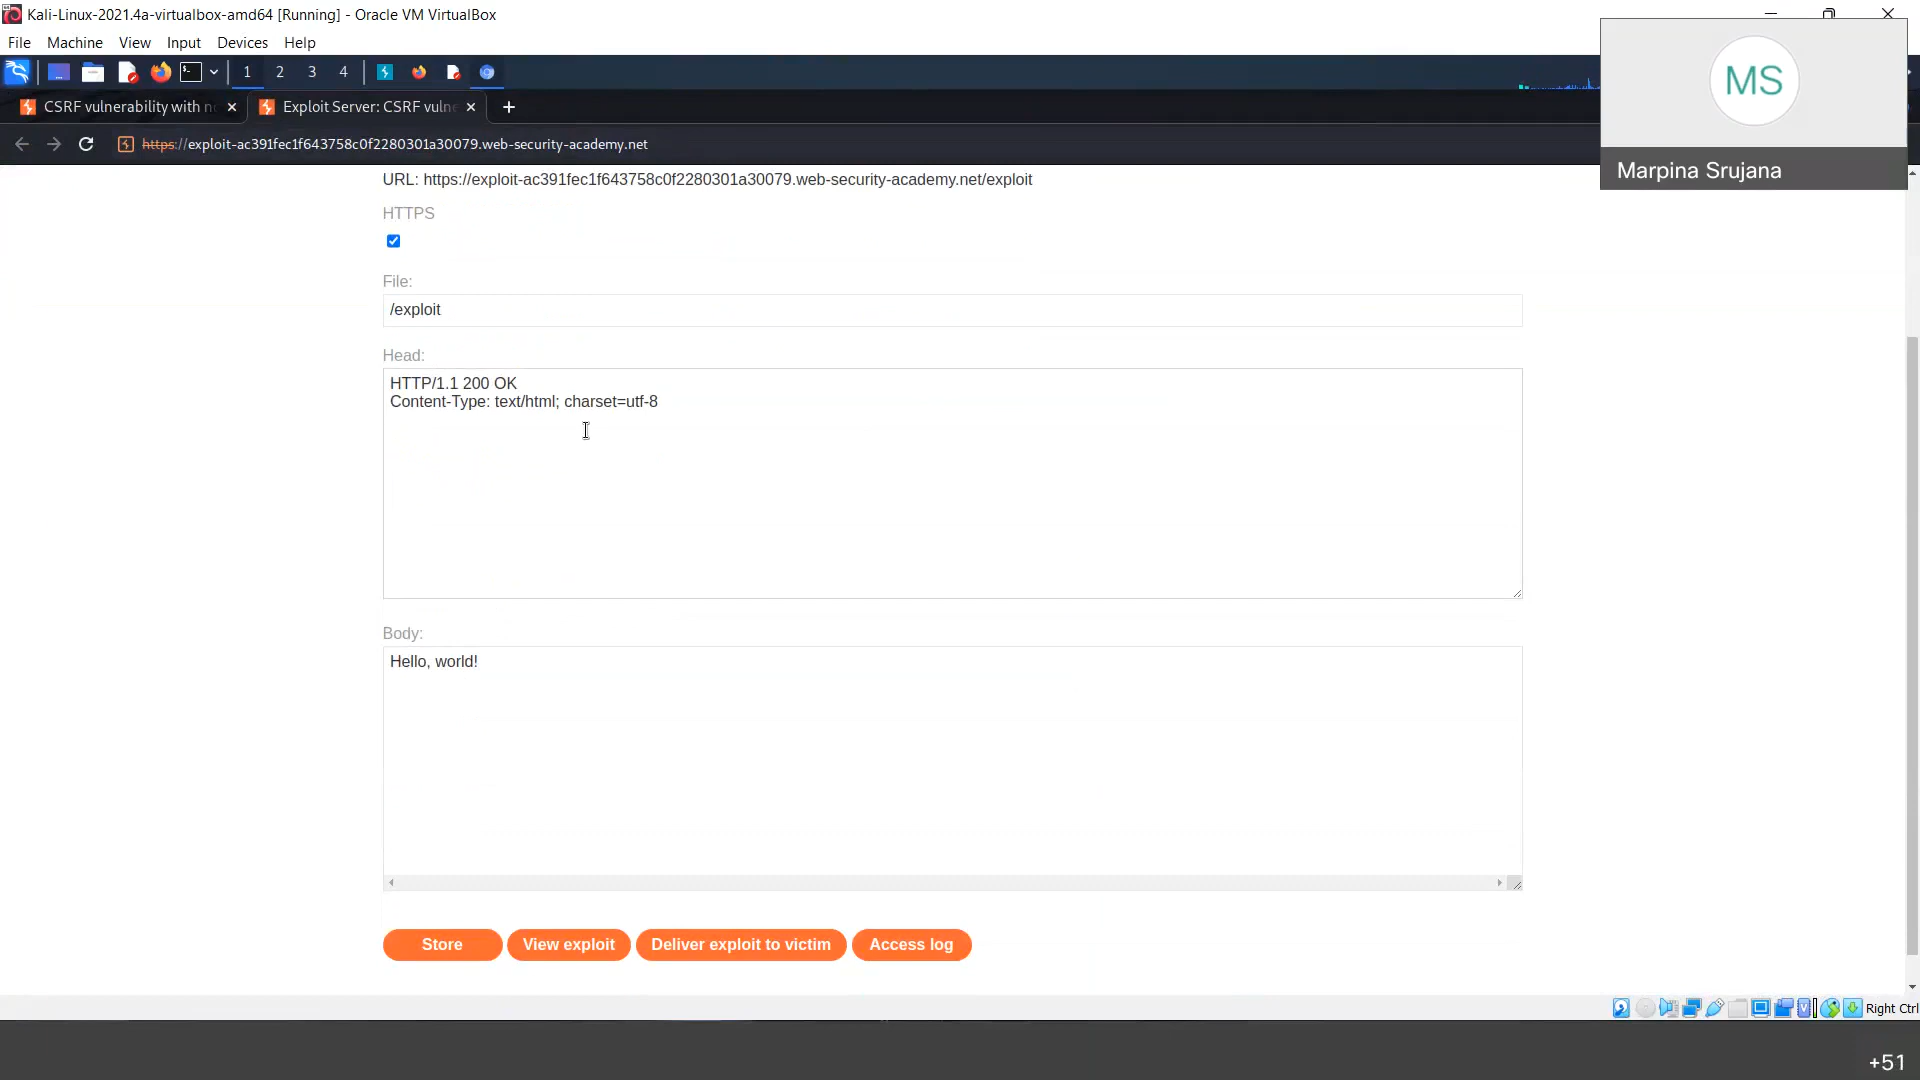 Kali-Linux-2021.4a-virtualbox-amd64 [Running] - Oracle VM VirtualBox
File Machine View Input Devices Help
1 2 3 4
CSRF vulnerability with n
Exploit Server: CSRF vulne
https://exploit-ac391fec1f643758c0f2280301a30079.web-security-academy.net
MS
Marpina Srujana
URL: https://exploit-ac391fec1f643758c0f2280301a30079.web-security-academy.net/exploit
HTTPS
File:
/exploit
Head:
HTTP/1.1 200 OK
Content-Type: text/html; charset=utf-8
Body:
Hello, world!
Store View exploit Deliver exploit to victim Access log
Right Ctrl
+51